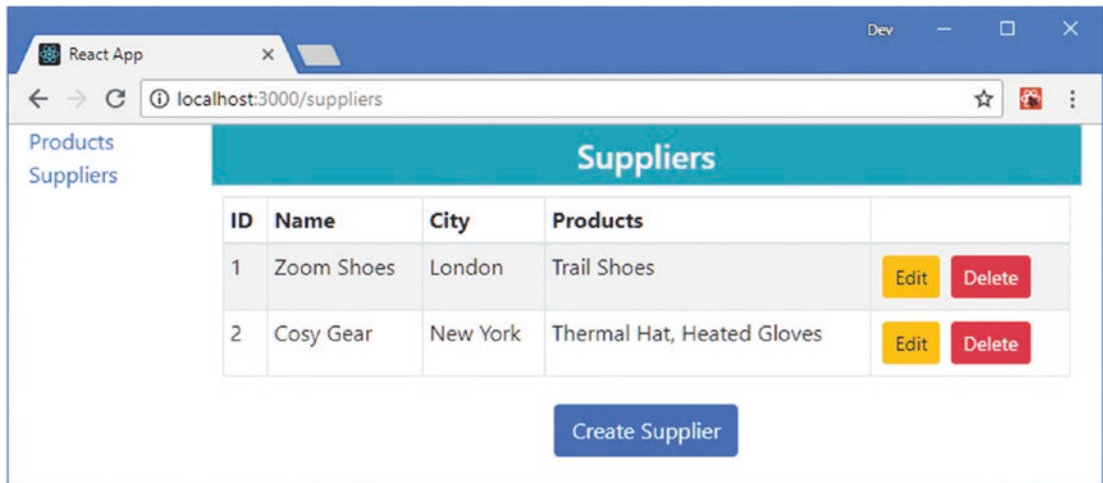 Dev
React App
localhost:3000/suppliers
Products
Suppliers
Suppliers
ID Name City Products
1 Zoom Shoes London Trail Shoes Edit Delete
2 Cosy Gear New York Thermal Hat, Heated Gloves Edit Delete
Create Supplier